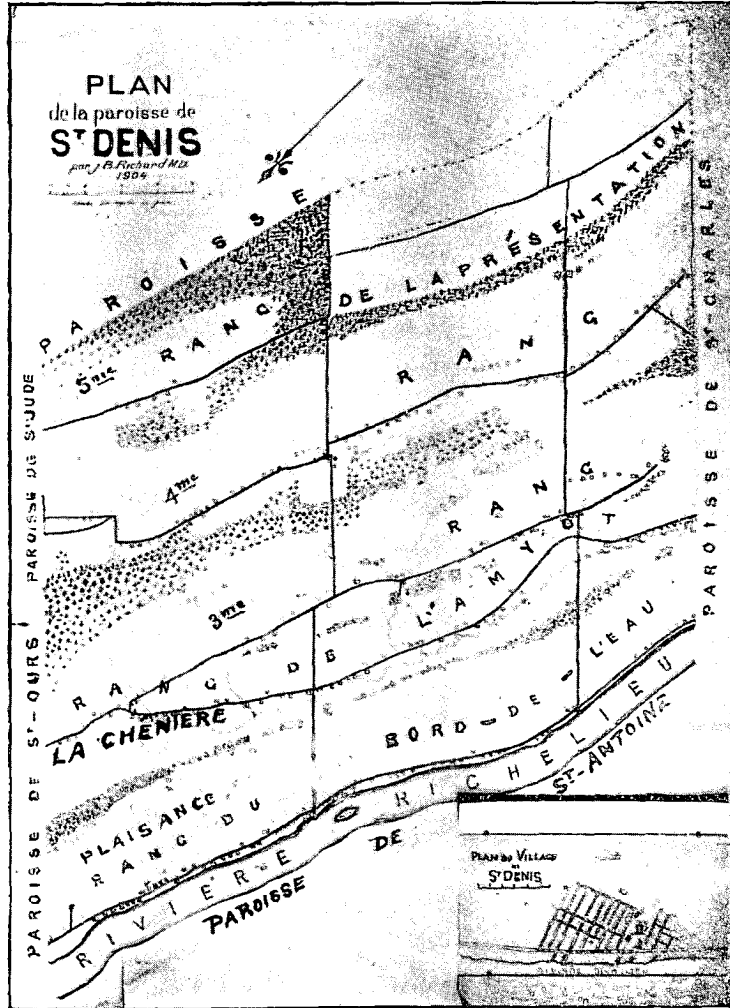 PLAN
de la paroisse de
ST DENIS
par J-B. Richard M.D.
1904
PAROISSE DE LA PRÉSENTATION
5me RANG
PAROISSE DE ST JUDE
PAROISSE DE ST-CHARLES
4me RANG
3me RANG
RANG DE L'AMYOT
LA CHENIÈRE
PAROISSE DE ST-OURS
PLAISANCE
RANG DU BORD-DE-L'EAU
RIVIERE RICHELIEU
PAROISSE DE ST-ANTOINE
PLAN DU VILLAGE
DE
ST DENIS